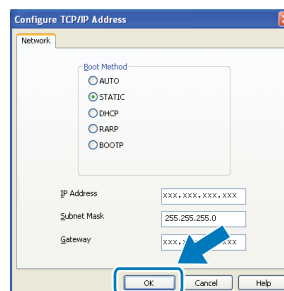 Configure TCP/IP Address
Network
Boot Method
AUTO
STATIC
DHCP
RARP
BOOTP
IP Address xxx.xxx.xxx.xxx
Subnet Mask 255.255.255.0
Gateway
OK Cancel Help